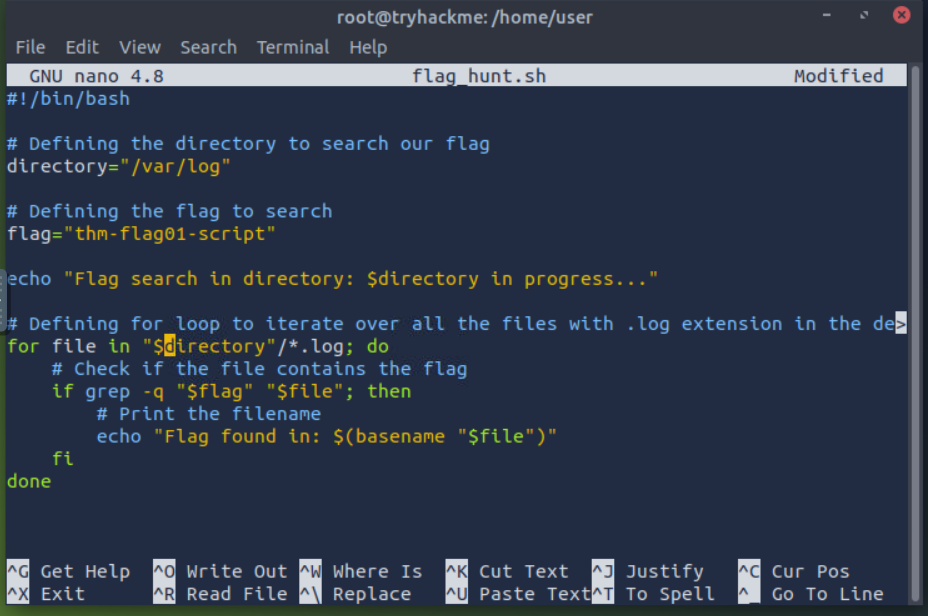 root@tryhackme: /home/user
File Edit View Search Terminal Help
GNU nano 4.8 flag_hunt.sh Modified
#!/bin/bash
# Defining the directory to search our flag
directory="/var/log"
# Defining the flag to search
flag="thm-flag01-script"
echo "Flag search in directory: $directory in progress..."
# Defining for loop to iterate over all the files with .log extension in the de>
for file in "$directory"/*.log; do
    # Check if the file contains the flag
    if grep -q "$flag" "$file"; then
        # Print the filename
        echo "Flag found in: $(basename "$file")"
    fi
done
^G Get Help ^O Write Out ^W Where Is ^K Cut Text ^J Justify ^C Cur Pos
^X Exit ^R Read File ^\ Replace ^U Paste Text ^T To Spell ^_ Go To Line